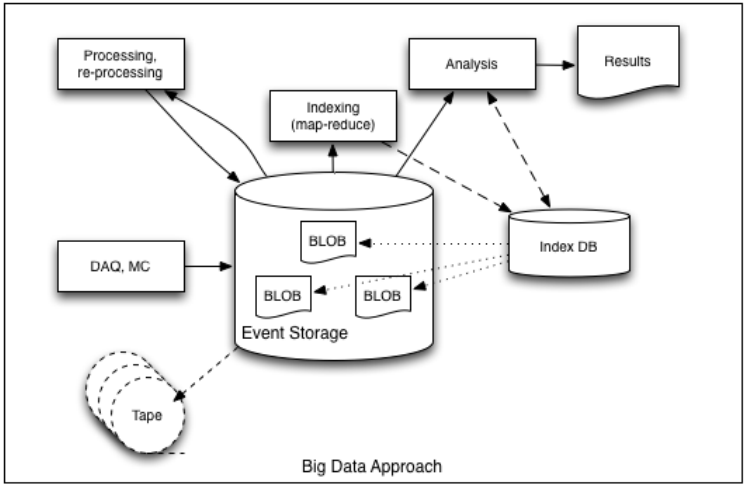 Processing,
re-processing
Analysis
Results
Indexing
(map-reduce)
DAQ, MC
BLOB
Index DB
BLOB
BLOB
Event Storage
Tape
Big Data Approach